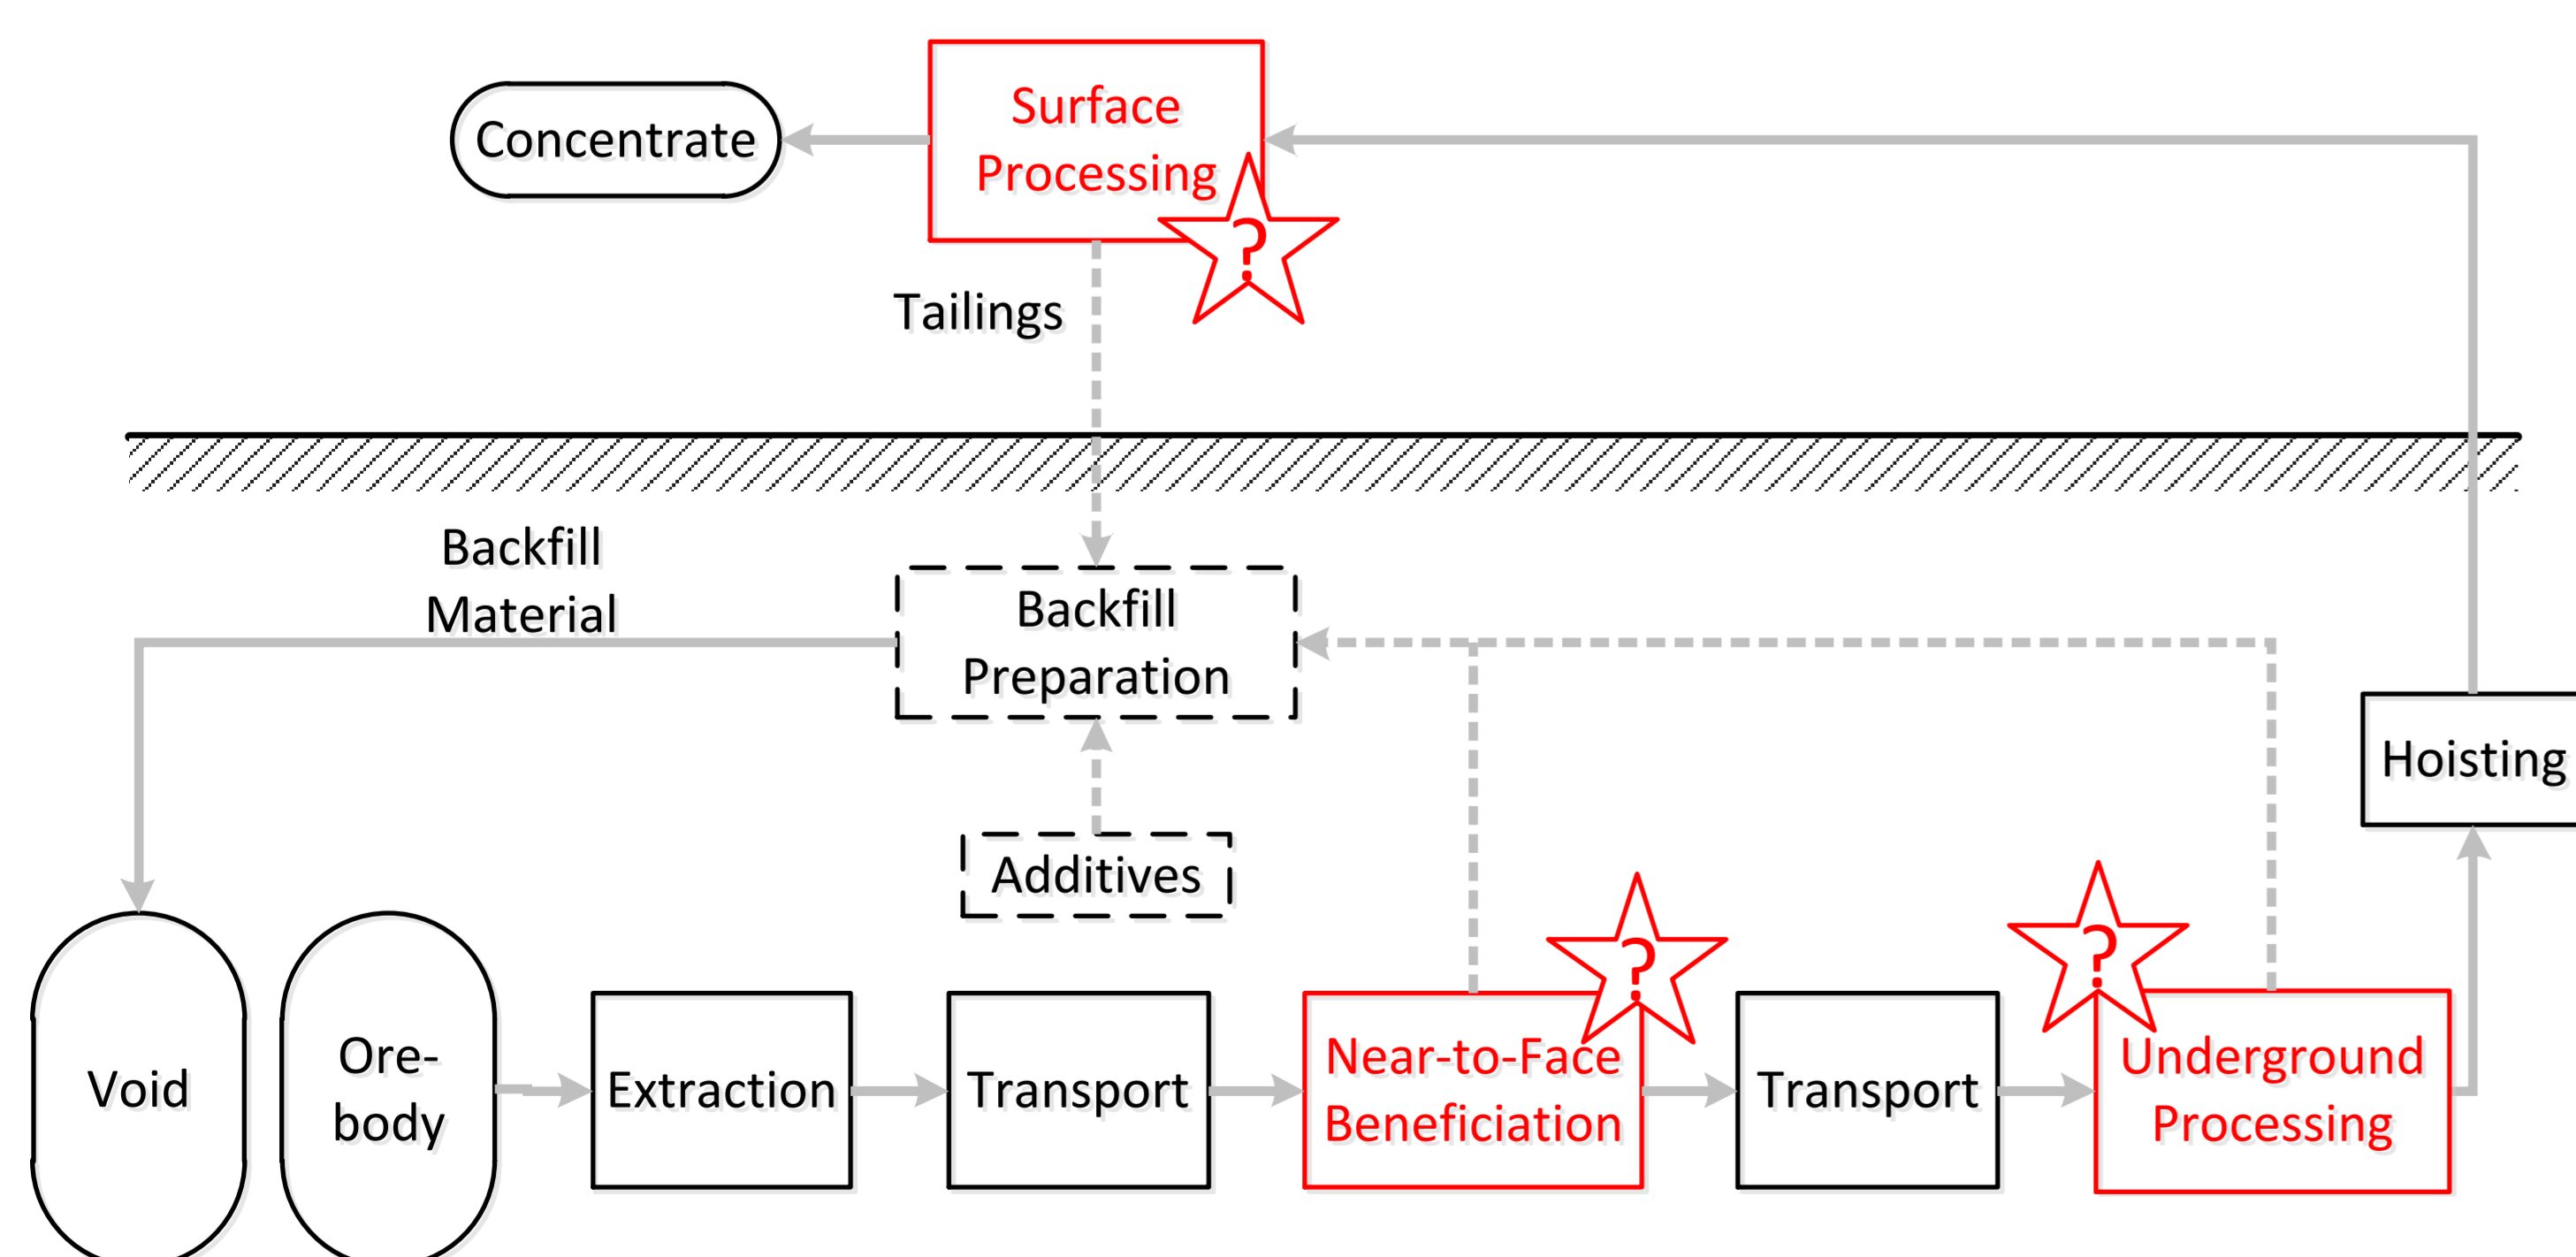 Surface
Processing
Concentrate
?
Tailings
Backfill
Material
Backfill
Preparation
Hoisting
Additives
?
?
Void
Ore-
body
Extraction
Transport
Near-to-Face
Beneficiation
Transport
Underground
Processing